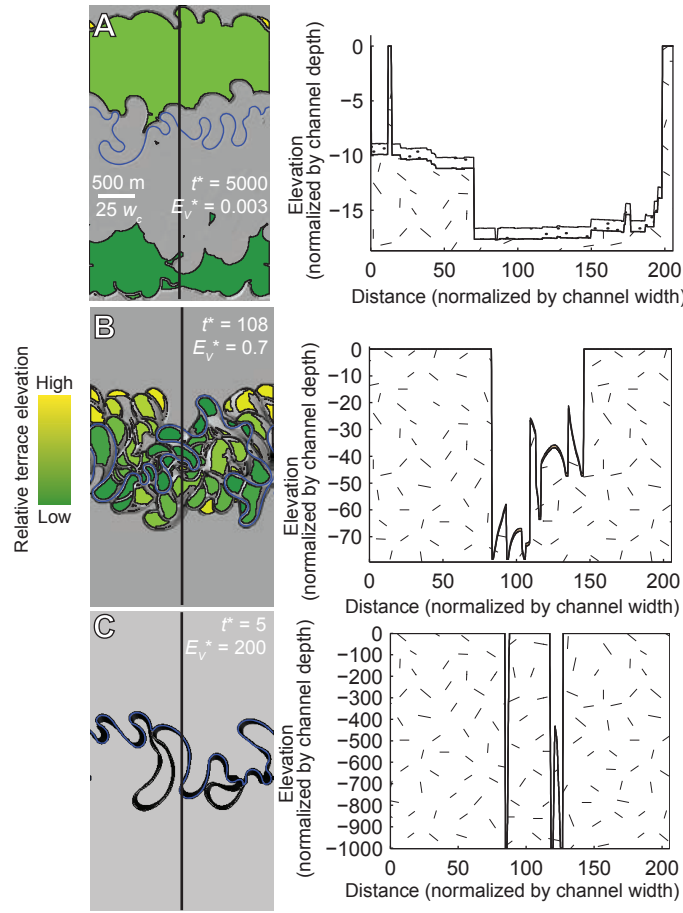 A
500 m
25 wc
t* = 5000
EV* = 0.003
Elevation
(normalized by channel depth)
0
−5
−10
−15
0 50 100 150 200
Distance (normalized by channel width)
B
t* = 108
EV* = 0.7
High
Low
Relative terrace elevation
Elevation
(normalized by channel depth)
0
−10
−20
−30
−40
−50
−60
−70
0 50 100 150 200
Distance (normalized by channel width)
C
t* = 5
EV* = 200
Elevation
(normalized by channel depth)
0
−100
−200
−300
−400
−500
−600
−700
−800
−900
−1000
0 50 100 150 200
Distance (normalized by channel width)